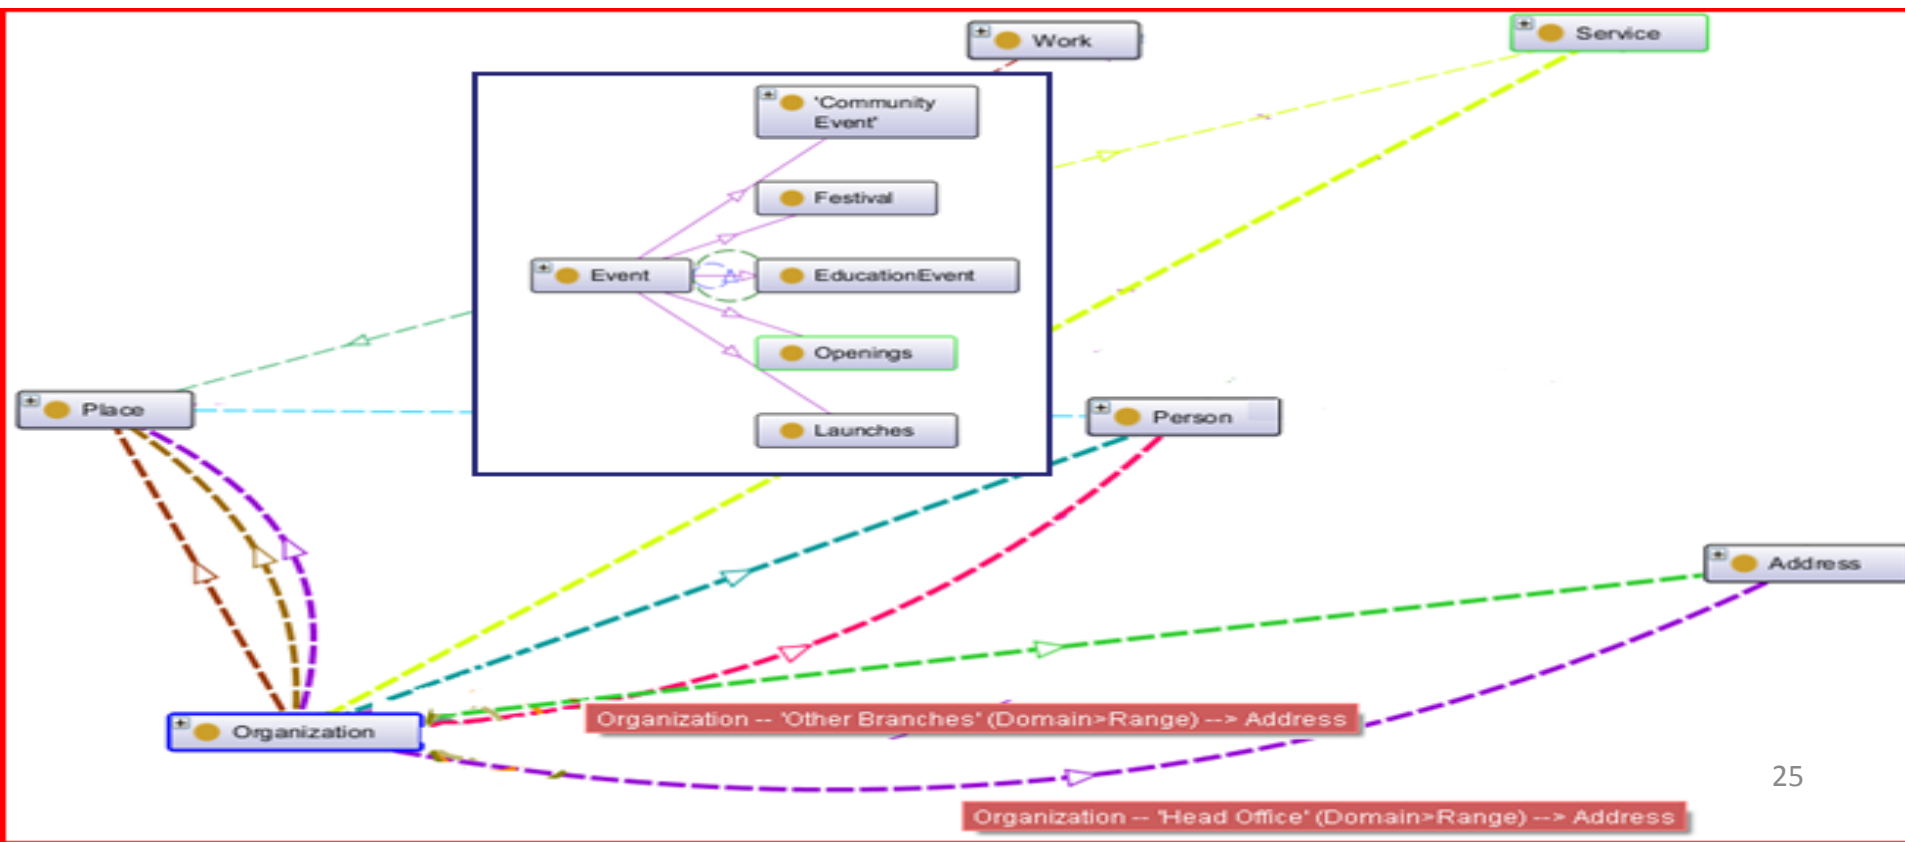 Work
Service
'Community
Event'
Festival
Event
EducationEvent
Openings
Place
Person
Launches
Address
Organization
Organization -- 'Other Branches' (Domain>Range) --> Address
25
Organization -- 'Head Office' (Domain>Range) --> Address